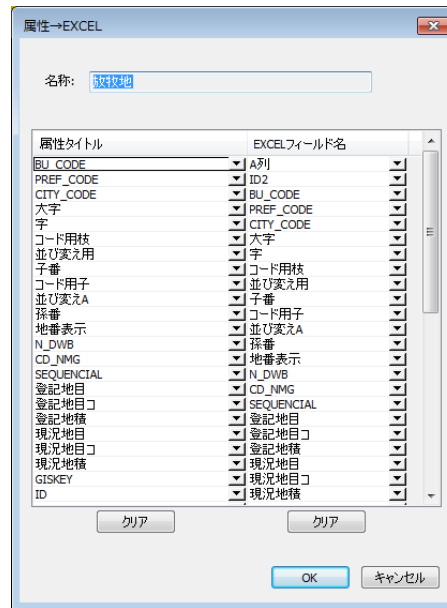 属性→EXCEL
名称: 放牧地
属性タイトル EXCELフィールド名
BU_CODE A列
PREF_CODE ID2
CITY_CODE BU_CODE
大字 PREF_CODE
字 CITY_CODE
コード用枝 大字
並び変え用 字
子番 コード用枝
コード用子 並び変え用
並び変えA 子番
孫番 コード用子
地番表示 並び変えA
N_DWB 孫番
CD_NMG 地番表示
SEQUENCIAL N_DWB
登記地目 CD_NMG
登記地目コ SEQUENCIAL
登記地積 登記地目
現況地目 登記地目コ
現況地目コ 登記地積
現況地積 現況地目
GISKEY 現況地目コ
ID 現況地積
クリア クリア
OK キャンセル